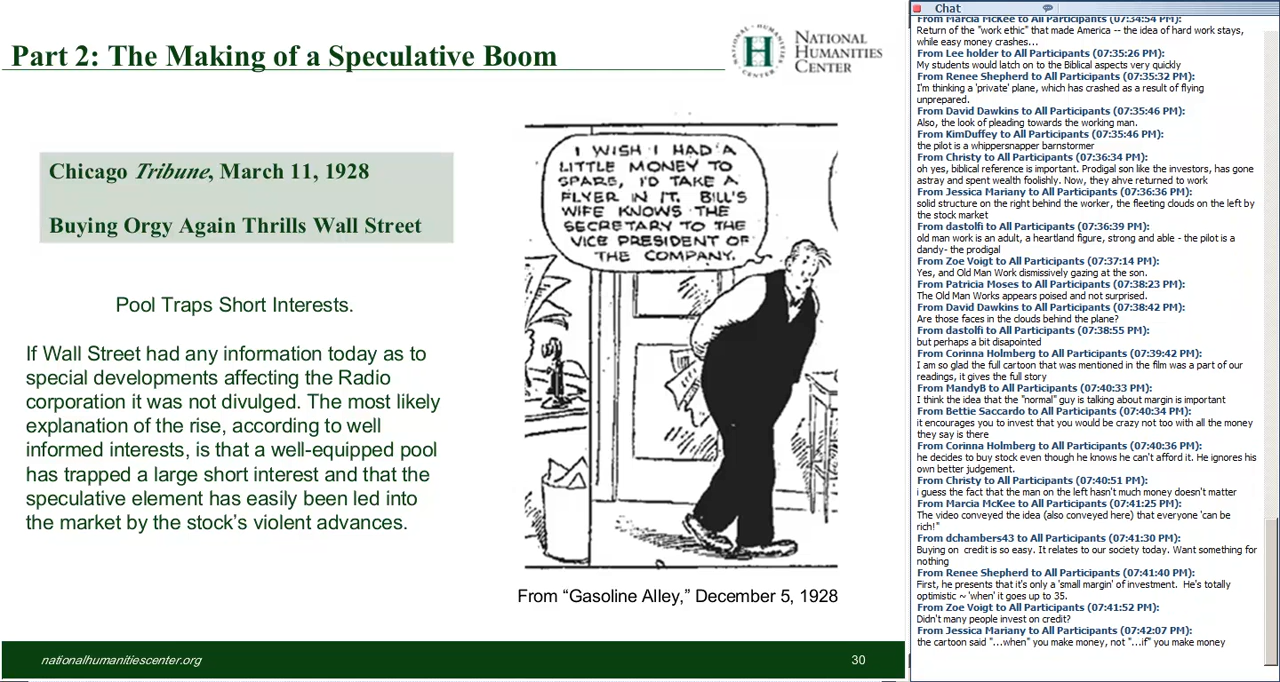 Part 2: The Making of a Speculative Boom
NATIONAL HUMANITIES CENTER
H
NATIONAL
HUMANITIES
CENTER
Chicago Tribune, March 11, 1928
Buying Orgy Again Thrills Wall Street
Pool Traps Short Interests.
If Wall Street had any information today as to
special developments affecting the Radio
corporation it was not divulged. The most likely
explanation of the rise, according to well
informed interests, is that a well-equipped pool
has trapped a large short interest and that the
speculative element has easily been led into
the market by the stock's violent advances.
I WISH I HAD A
LITTLE MONEY TO
SPARE, I'D TAKE A
FLYER IN IT. BILL'S
WIFE KNOWS THE
SECRETARY TO THE
VICE PRESIDENT OF
THE COMPANY.
From “Gasoline Alley,” December 5, 1928
nationalhumanitiescenter.org
30
Chat
From Marcia McKee to All Participants (07:34:54 PM):
Return of the "work ethic" that made America -- the idea of hard work stays,
while easy money crashes...
From Lee holder to All Participants (07:35:26 PM):
My students would latch on to the Biblical aspects very quickly
From Renee Shepherd to All Participants (07:35:32 PM):
I'm thinking a 'private' plane, which has crashed as a result of flying
unprepared.
From David Dawkins to All Participants (07:35:46 PM):
Also, the look of pleading towards the working man.
From KimDuffey to All Participants (07:35:46 PM):
the pilot is a whippersnapper barnstormer
From Christy to All Participants (07:36:34 PM):
oh yes, biblical reference is important. Prodigal son like the investors, has gone
astray and spent wealth foolishly. Now, they ahve returned to work
From Jessica Mariany to All Participants (07:36:36 PM):
solid structure on the right behind the worker, the fleeting clouds on the left by
the stock market
From dastolfi to All Participants (07:36:39 PM):
old man work is an adult, a heartland figure, strong and able - the pilot is a
dandy- the prodigal
From Zoe Voigt to All Participants (07:37:14 PM):
Yes, and Old Man Work dismissively gazing at the son.
From Patricia Moses to All Participants (07:38:23 PM):
The Old Man Works appears poised and not surprised.
From David Dawkins to All Participants (07:38:42 PM):
Are those faces in the clouds behind the plane?
From dastolfi to All Participants (07:38:55 PM):
but perhaps a bit disapointed
From Corinna Holmberg to All Participants (07:39:42 PM):
I am so glad the full cartoon that was mentioned in the film was a part of our
readings, it gives the full story
From MandyB to All Participants (07:40:33 PM):
I think the idea that the "normal" guy is talking about margin is important
From Bettie Saccardo to All Participants (07:40:34 PM):
it encourages you to invest that you would be crazy not too with all the money
they say is there
From Corinna Holmberg to All Participants (07:40:36 PM):
he decides to buy stock even though he knows he can't afford it. He ignores his
own better judgement.
From Christy to All Participants (07:40:51 PM):
i guess the fact that the man on the left hasn't much money doesn't matter
From Marcia McKee to All Participants (07:41:25 PM):
The video conveyed the idea (also conveyed here) that everyone 'can be
rich!"
From dchambers43 to All Participants (07:41:30 PM):
Buying on credit is so easy. It relates to our society today. Want something for
nothing
From Renee Shepherd to All Participants (07:41:40 PM):
First, he presents that it's only a 'small margin' of investment. He's totally
optimistic ~ 'when' it goes up to 35.
From Zoe Voigt to All Participants (07:41:52 PM):
Didn't many people invest on credit?
From Jessica Mariany to All Participants (07:42:07 PM):
the cartoon said "...when" you make money, not "...if" you make money